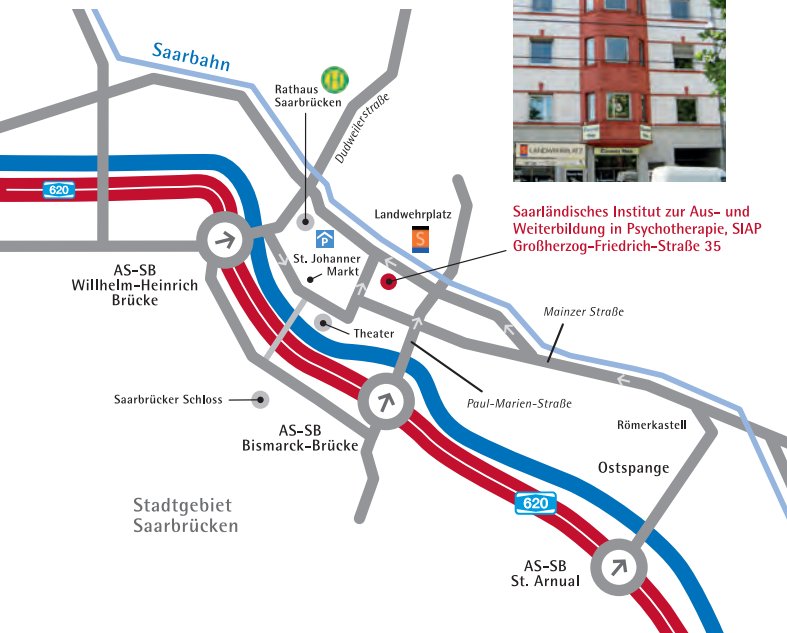 Saarbahn
H
Rathaus
Saarbrücken
Dudweilerstraße
LANDWEHRPLATZ
620
Landwehrplatz
S
Saarländisches Institut zur Aus- und
Weiterbildung in Psychotherapie, SIAP
Großherzog-Friedrich-Straße 35
P
St. Johanner
Markt
AS-SB
Willhelm-Heinrich
Brücke
Mainzer Straße
Theater
Saarbrücker Schloss
Paul-Marien-Straße
AS-SB
Bismarck-Brücke
Römerkastell
Ostspange
Stadtgebiet
Saarbrücken
620
AS-SB
St. Arnual